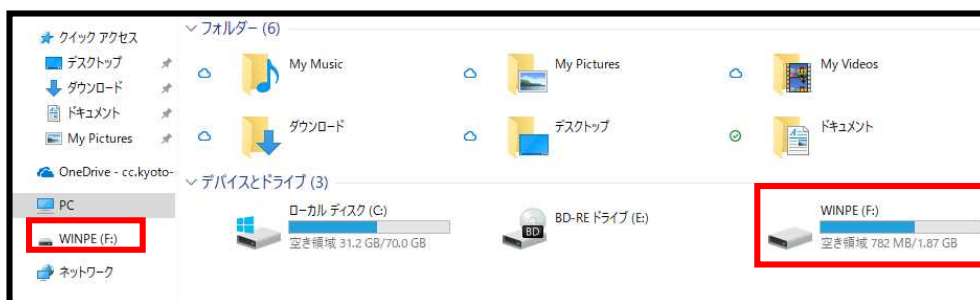 クイック アクセス
デスクトップ
ダウンロード
ドキュメント
My Pictures
OneDrive - cc.kyoto-
PC
WINPE (F:)
ネットワーク
フォルダー (6)
My Music
My Pictures
My Videos
ダウンロード
デスクトップ
ドキュメント
デバイスとドライブ (3)
ローカル ディスク (C:)
空き領域 31.2 GB/70.0 GB
BD-RE ドライブ (E:)
BD
WINPE (F:)
空き領域 782 MB/1.87 GB